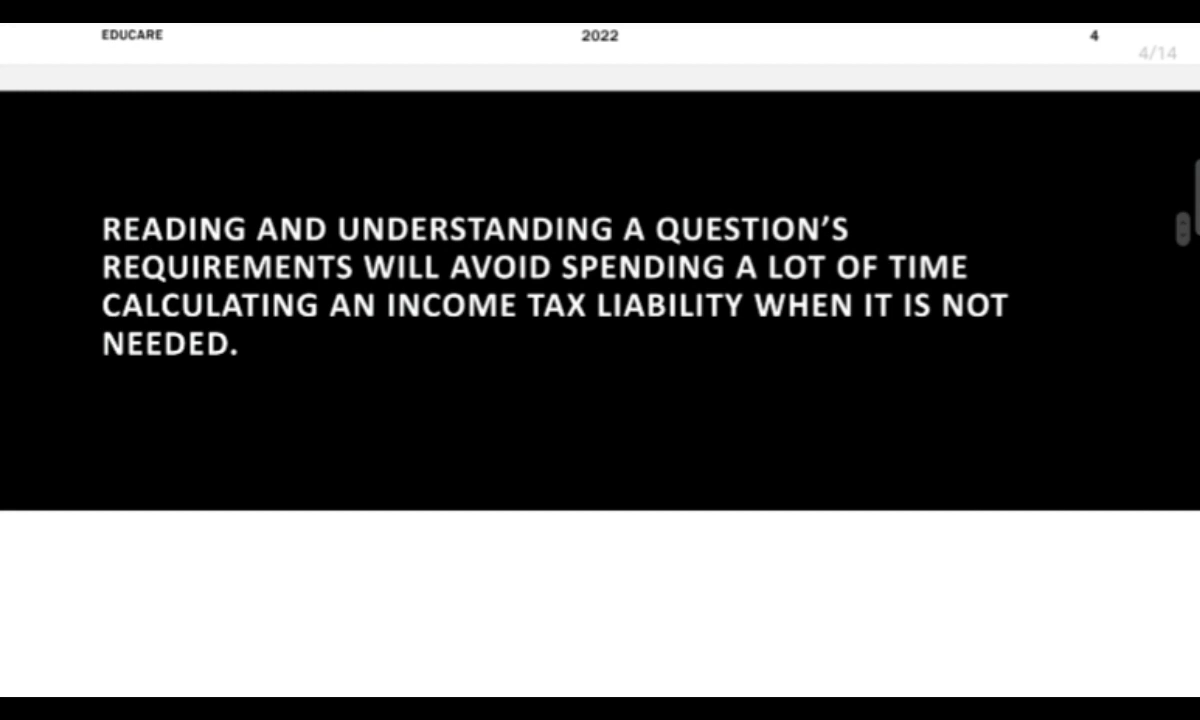 EDUCARE 2022 4
4/14
READING AND UNDERSTANDING A QUESTION’S
REQUIREMENTS WILL AVOID SPENDING A LOT OF TIME
CALCULATING AN INCOME TAX LIABILITY WHEN IT IS NOT
NEEDED.